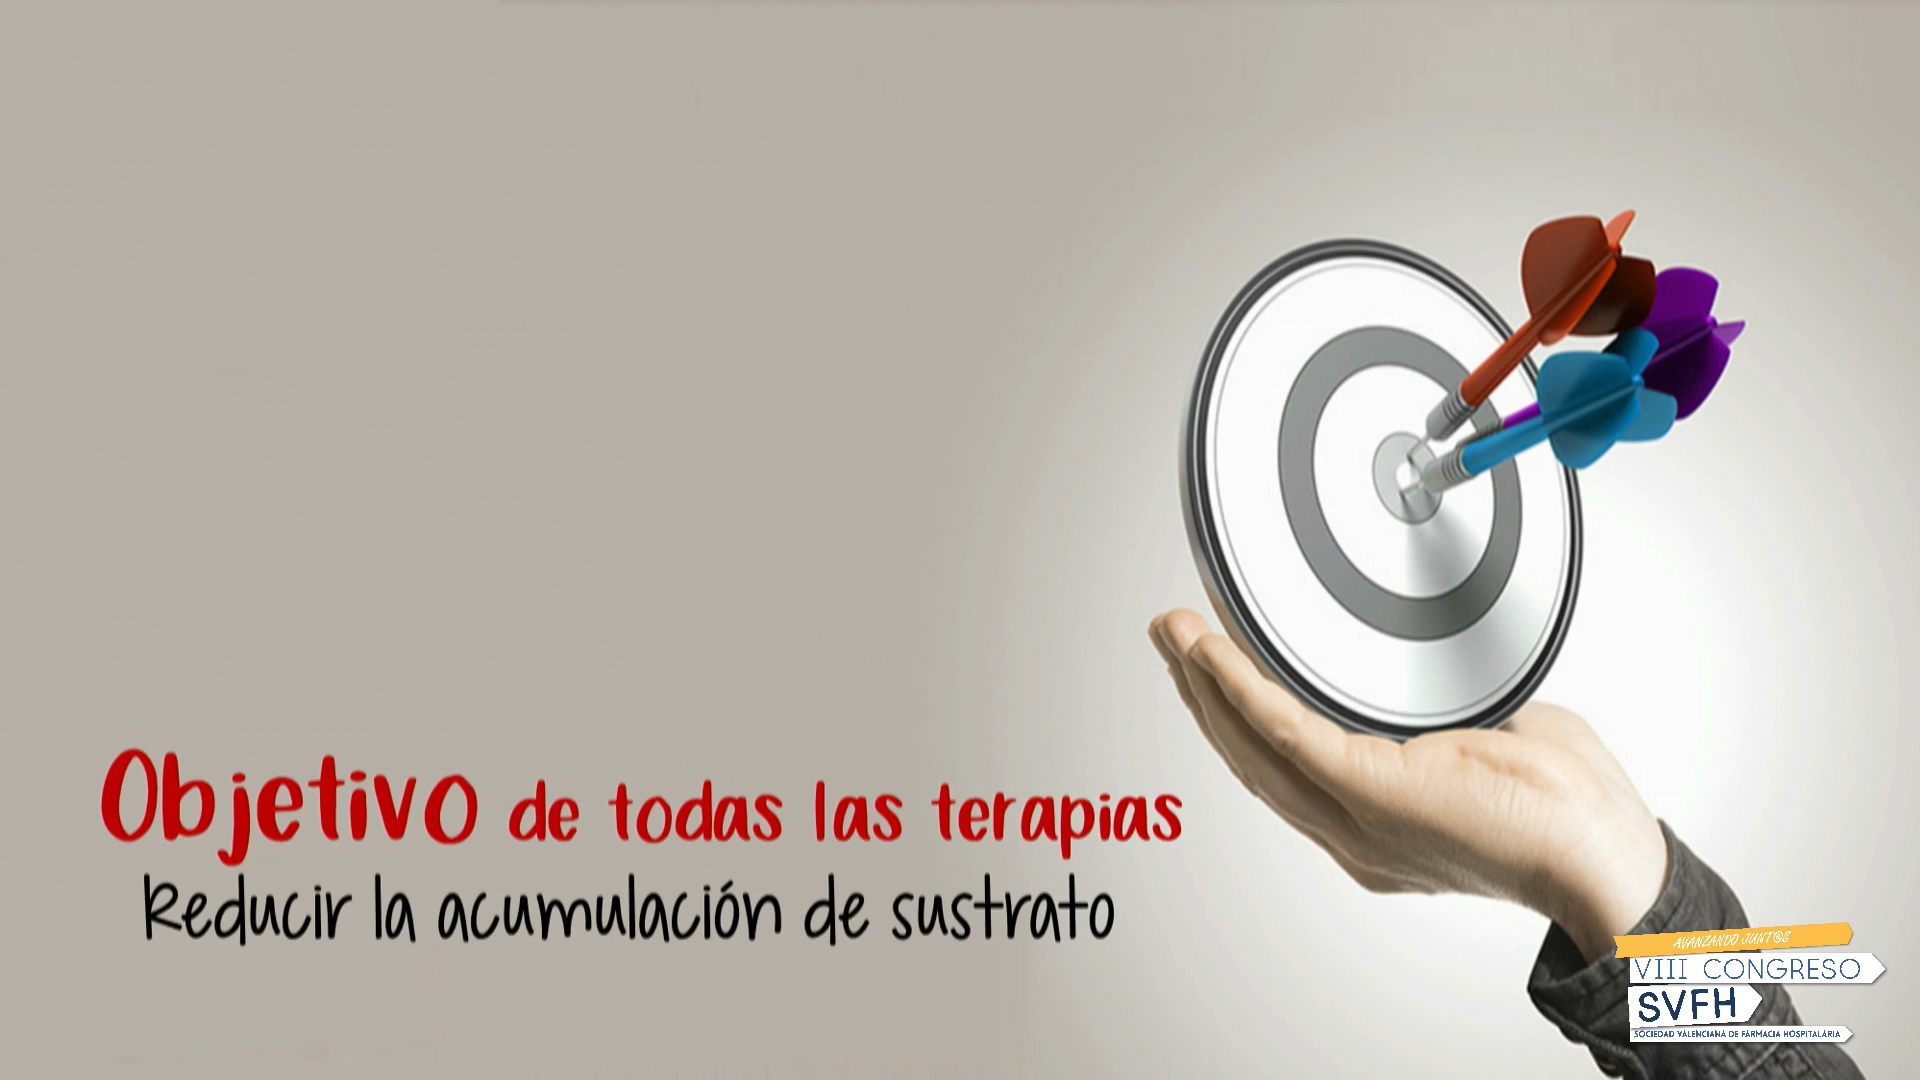 Objetivo de todas las terapias
Reducir la acumulación de sustrato
AVANZANDO JUNT@S
VIII CONGRESO
SVFH
SOCIEDAD VALENCIANA DE FARMACIA HOSPITALARIA